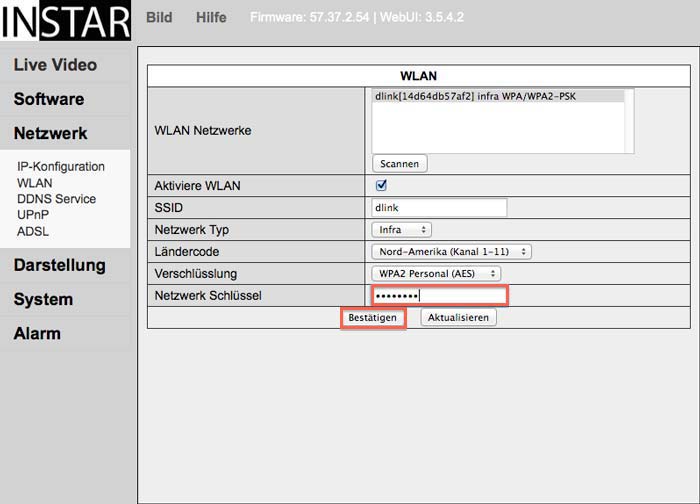 INSTAR
Bild Hilfe Firmware: 57.37.2.54 | WebUI: 3.5.4.2
Live Video
Software
Netzwerk
IP-Konfiguration
WLAN
DDNS Service
UPnP
ADSL
Darstellung
System
Alarm
WLAN
WLAN Netzwerke
dlink[14d64db57af2] infra WPA/WPA2-PSK
Scannen
Aktiviere WLAN
SSID dlink
Netzwerk Typ Infra
Ländercode Nord-Amerika (Kanal 1-11)
Verschlüsslung WPA2 Personal (AES)
Netzwerk Schlüssel ••••••••
Bestätigen Aktualisieren